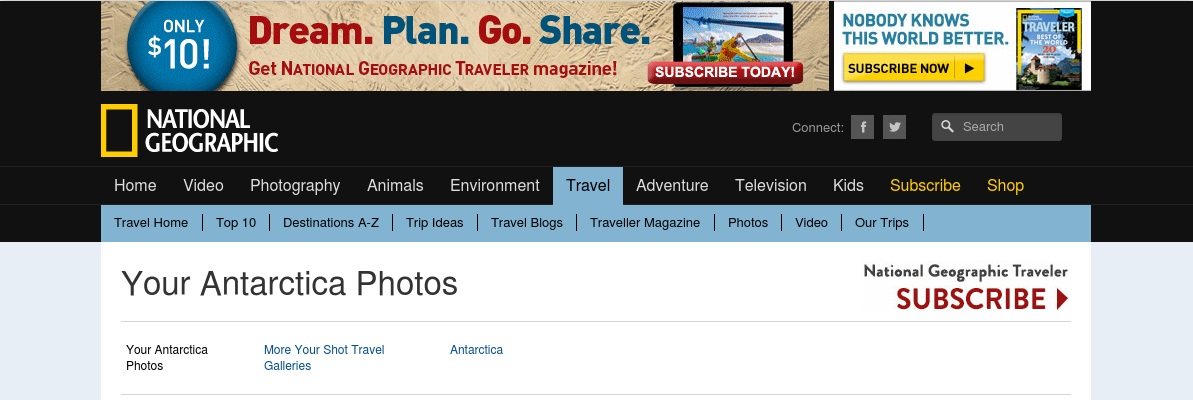 ONLY
$10!
Dream. Plan. Go. Share.
Get NATIONAL GEOGRAPHIC TRAVELER magazine!
SUBSCRIBE TODAY!
NOBODY KNOWS
THIS WORLD BETTER.
SUBSCRIBE NOW
TRAVELER
BEST OF
THE WORLD
NATIONAL
GEOGRAPHIC
Connect:
Search
Home Video Photography Animals Environment Travel Adventure Television Kids Subscribe Shop
Travel Home Top 10 Destinations A-Z Trip Ideas Travel Blogs Traveller Magazine Photos Video Our Trips
Your Antarctica Photos
National Geographic Traveler
SUBSCRIBE
Your Antarctica
Photos
More Your Shot Travel
Galleries
Antarctica